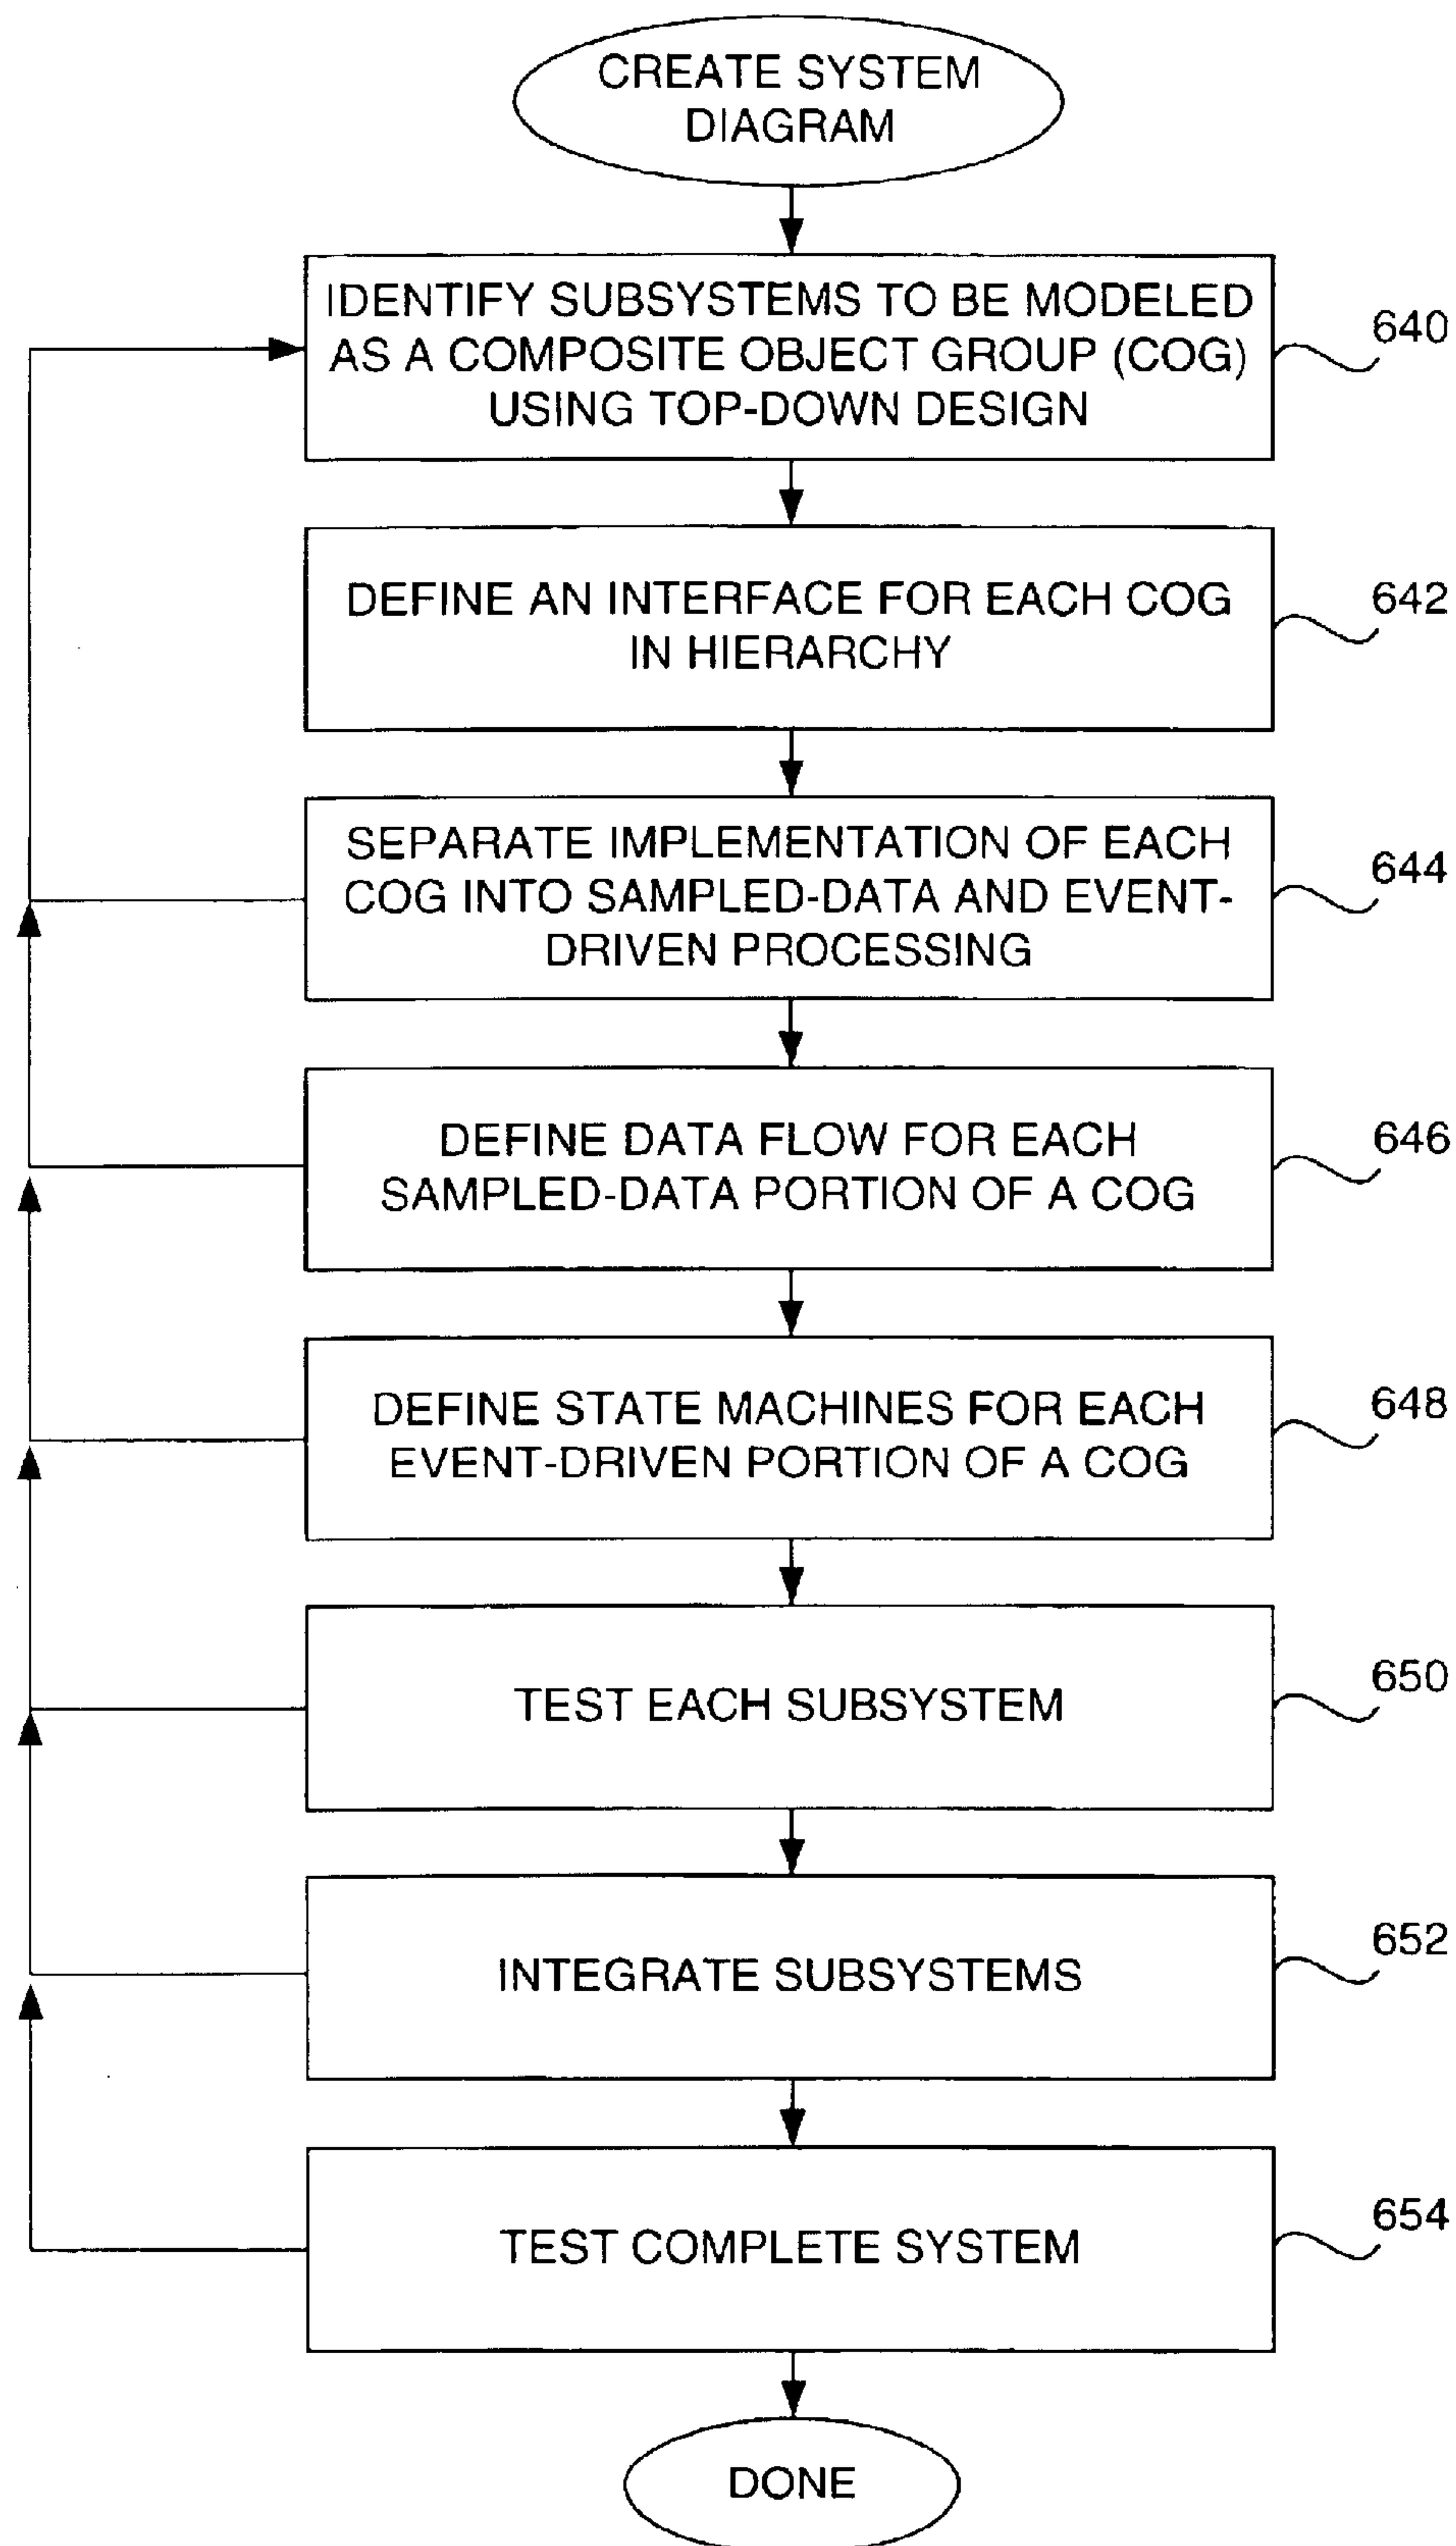 CREATE SYSTEM
DIAGRAM
IDENTIFY SUBSYSTEMS TO BE MODELED
AS A COMPOSITE OBJECT GROUP (COG)
USING TOP-DOWN DESIGN
640
DEFINE AN INTERFACE FOR EACH COG
IN HIERARCHY
642
SEPARATE IMPLEMENTATION OF EACH
COG INTO SAMPLED-DATA AND EVENT-
DRIVEN PROCESSING
644
DEFINE DATA FLOW FOR EACH
SAMPLED-DATA PORTION OF A COG
646
DEFINE STATE MACHINES FOR EACH
EVENT-DRIVEN PORTION OF A COG
648
TEST EACH SUBSYSTEM
650
INTEGRATE SUBSYSTEMS
652
TEST COMPLETE SYSTEM
654
DONE